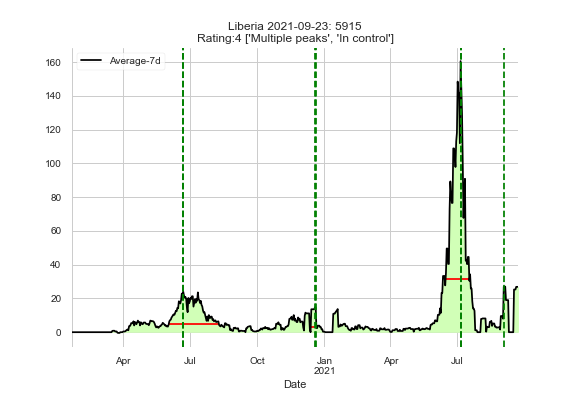 Liberia 2021-09-23: 5915
Rating:4 ['Multiple peaks', 'In control']
Average-7d
160
140
120
100
80
60
40
20
0
Apr
Jul
Oct
Jan
2021
Apr
Jul
Date